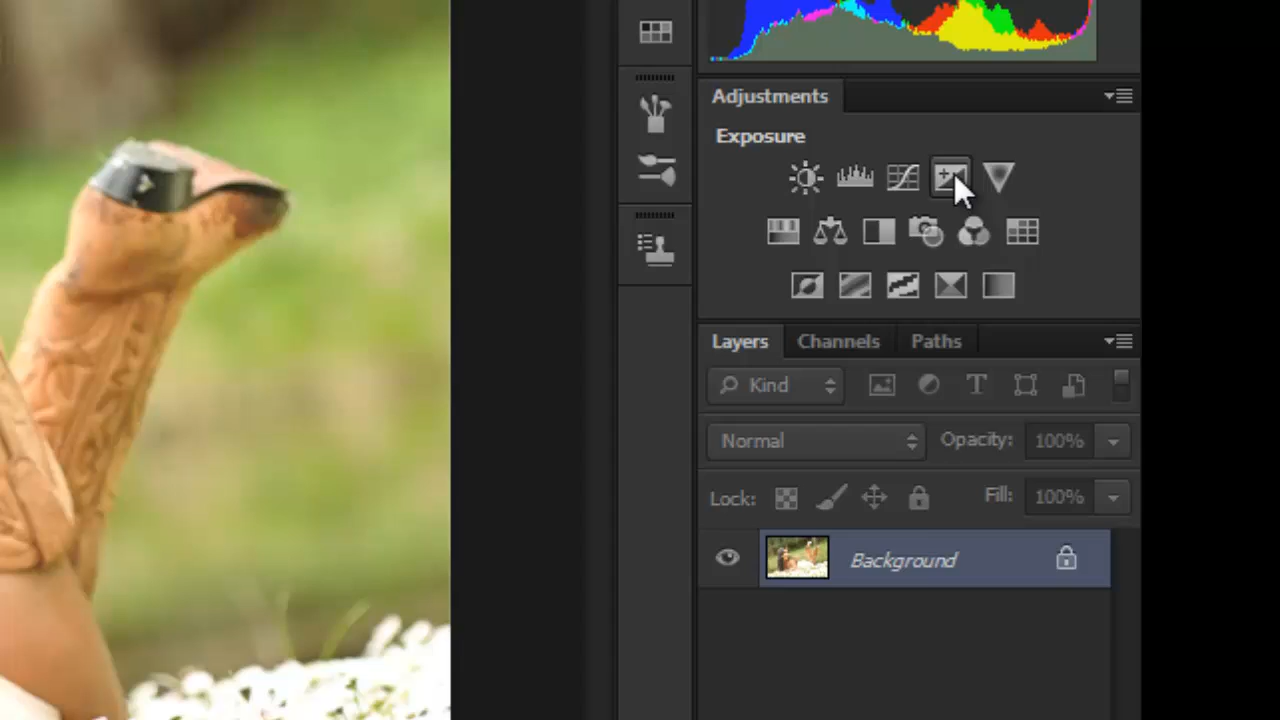 Adjustments
Exposure
Layers Channels Paths
Kind
Normal Opacity: 100%
Lock: Fill: 100%
Background